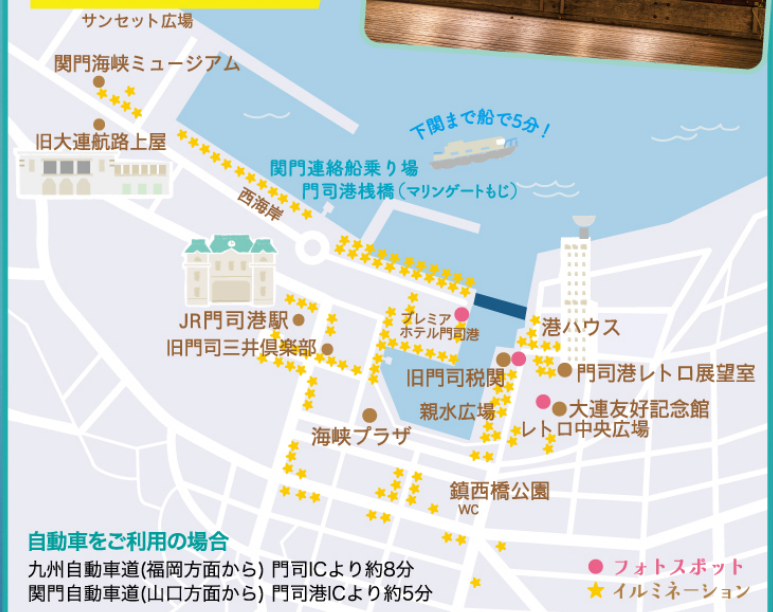 サンセット広場
関門海峡ミュージアム
旧大連航路上屋
下関まで船で5分！
関門連絡船乗り場
門司港桟橋（マリンゲートもじ）
西海岸
JR門司港駅
旧門司三井倶楽部
プレミア
ホテル門司港
港ハウス
旧門司税関
門司港レトロ展望室
親水広場
大連友好記念館
レトロ中央広場
海峡プラザ
鎮西橋公園
WC
自動車をご利用の場合
九州自動車道(福岡方面から) 門司ICより約8分
関門自動車道(山口方面から) 門司港ICより約5分
フォトスポット
イルミネーション